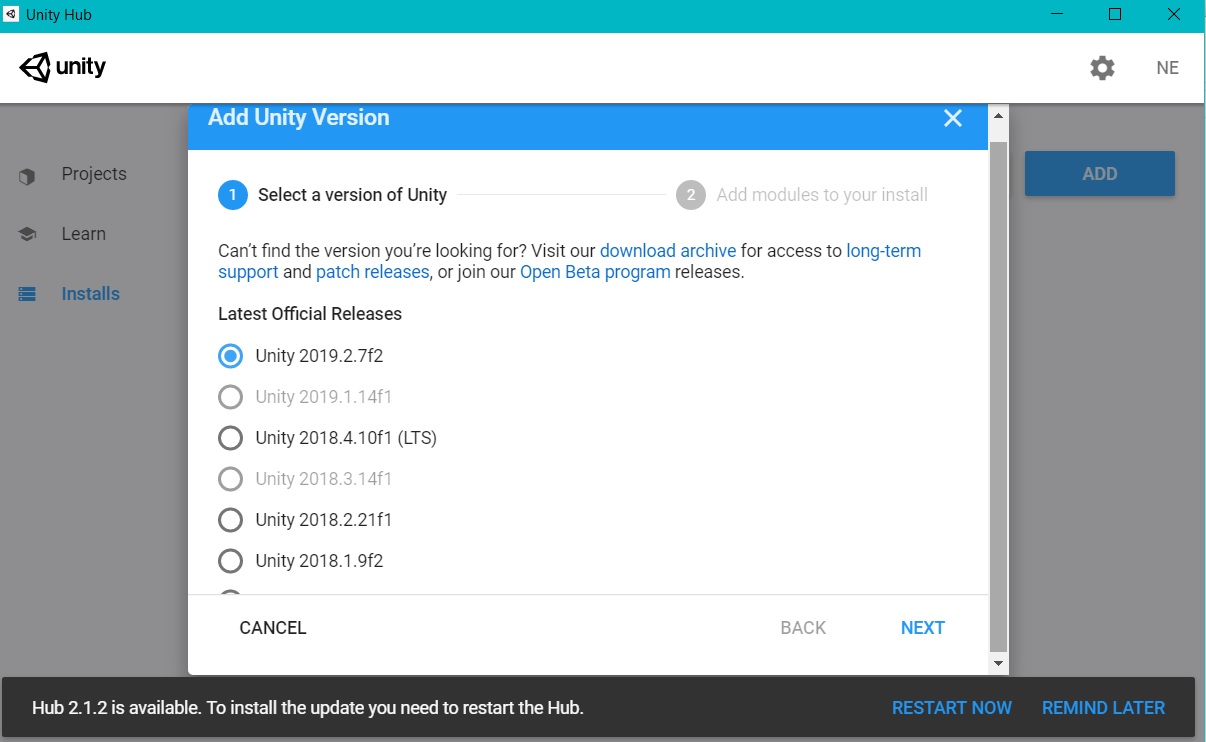 Unity Hub
unity
NE
Add Unity Version
Projects
Learn
Installs
ADD
1 Select a version of Unity
2 Add modules to your install
Can’t find the version you’re looking for? Visit our download archive for access to long-term
support and patch releases, or join our Open Beta program releases.
Latest Official Releases
Unity 2019.2.7f2
Unity 2019.1.14f1
Unity 2018.4.10f1 (LTS)
Unity 2018.3.14f1
Unity 2018.2.21f1
Unity 2018.1.9f2
CANCEL
BACK
NEXT
Hub 2.1.2 is available. To install the update you need to restart the Hub.
RESTART NOW
REMIND LATER